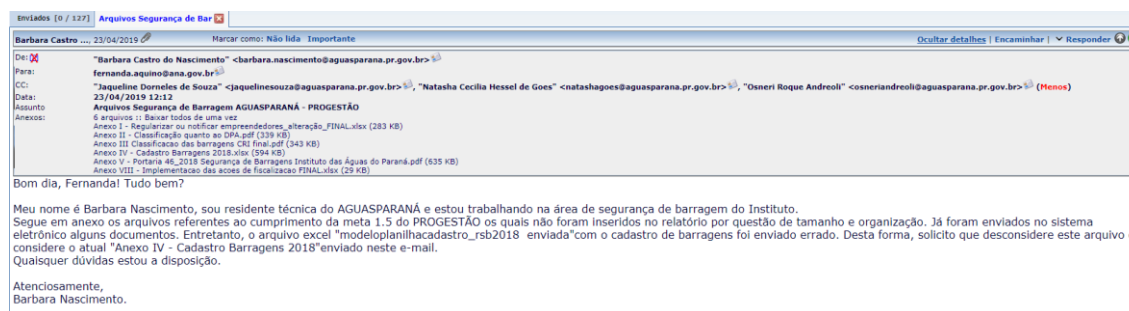 Enviados [0 / 127] Arquivos Segurança de Bar
Barbara Castro ..., 23/04/2019 Marcar como: Não lida Importante Ocultar detalhes | Encaminhar | Responder
De: "Barbara Castro do Nascimento" <barbara.nascimento@aguasparana.pr.gov.br>
Para: fernanda.aquino@ana.gov.br
CC: "Jaqueline Dorneles de Souza" <jaquelinesouza@aguasparana.pr.gov.br>, "Natasha Cecilia Hessel de Goes" <natashagoes@aguasparana.pr.gov.br>, "Osneri Roque Andreoli" <osneriandreoli@aguasparana.pr.gov.br> (Menos)
Data: 23/04/2019 12:12
Assunto Arquivos Segurança de Barragem AGUASPARANÁ - PROGESTÃO
Anexos: 6 arquivos :: Baixar todos de uma vez
Anexo I - Regularizar ou notificar empreendedores_alteração_FINAL.xlsx (283 KB)
Anexo II - Classificação quanto ao DPA.pdf (339 KB)
Anexo III Classificacao das barragens CRI final.pdf (343 KB)
Anexo IV - Cadastro Barragens 2018.xlsx (594 KB)
Anexo V - Portaria 46_2018 Segurança de Barragens Instituto das Águas do Paraná.pdf (635 KB)
Anexo VIII - Implementacao das acoes de fiscalizacao FINAL.xlsx (29 KB)
Bom dia, Fernanda! Tudo bem?
Meu nome é Barbara Nascimento, sou residente técnica do AGUASPARANÁ e estou trabalhando na área de segurança de barragem do Instituto.
Segue em anexo os arquivos referentes ao cumprimento da meta 1.5 do PROGESTÃO os quais não foram inseridos no relatório por questão de tamanho e organização. Já foram enviados no sistema
eletrônico alguns documentos. Entretanto, o arquivo excel "modeloplanilhacadastro_rsb2018 enviada"com o cadastro de barragens foi enviado errado. Desta forma, solicito que desconsidere este arquivo
considere o atual "Anexo IV - Cadastro Barragens 2018"enviado neste e-mail.
Quaisquer dúvidas estou a disposição.
Atenciosamente,
Barbara Nascimento.